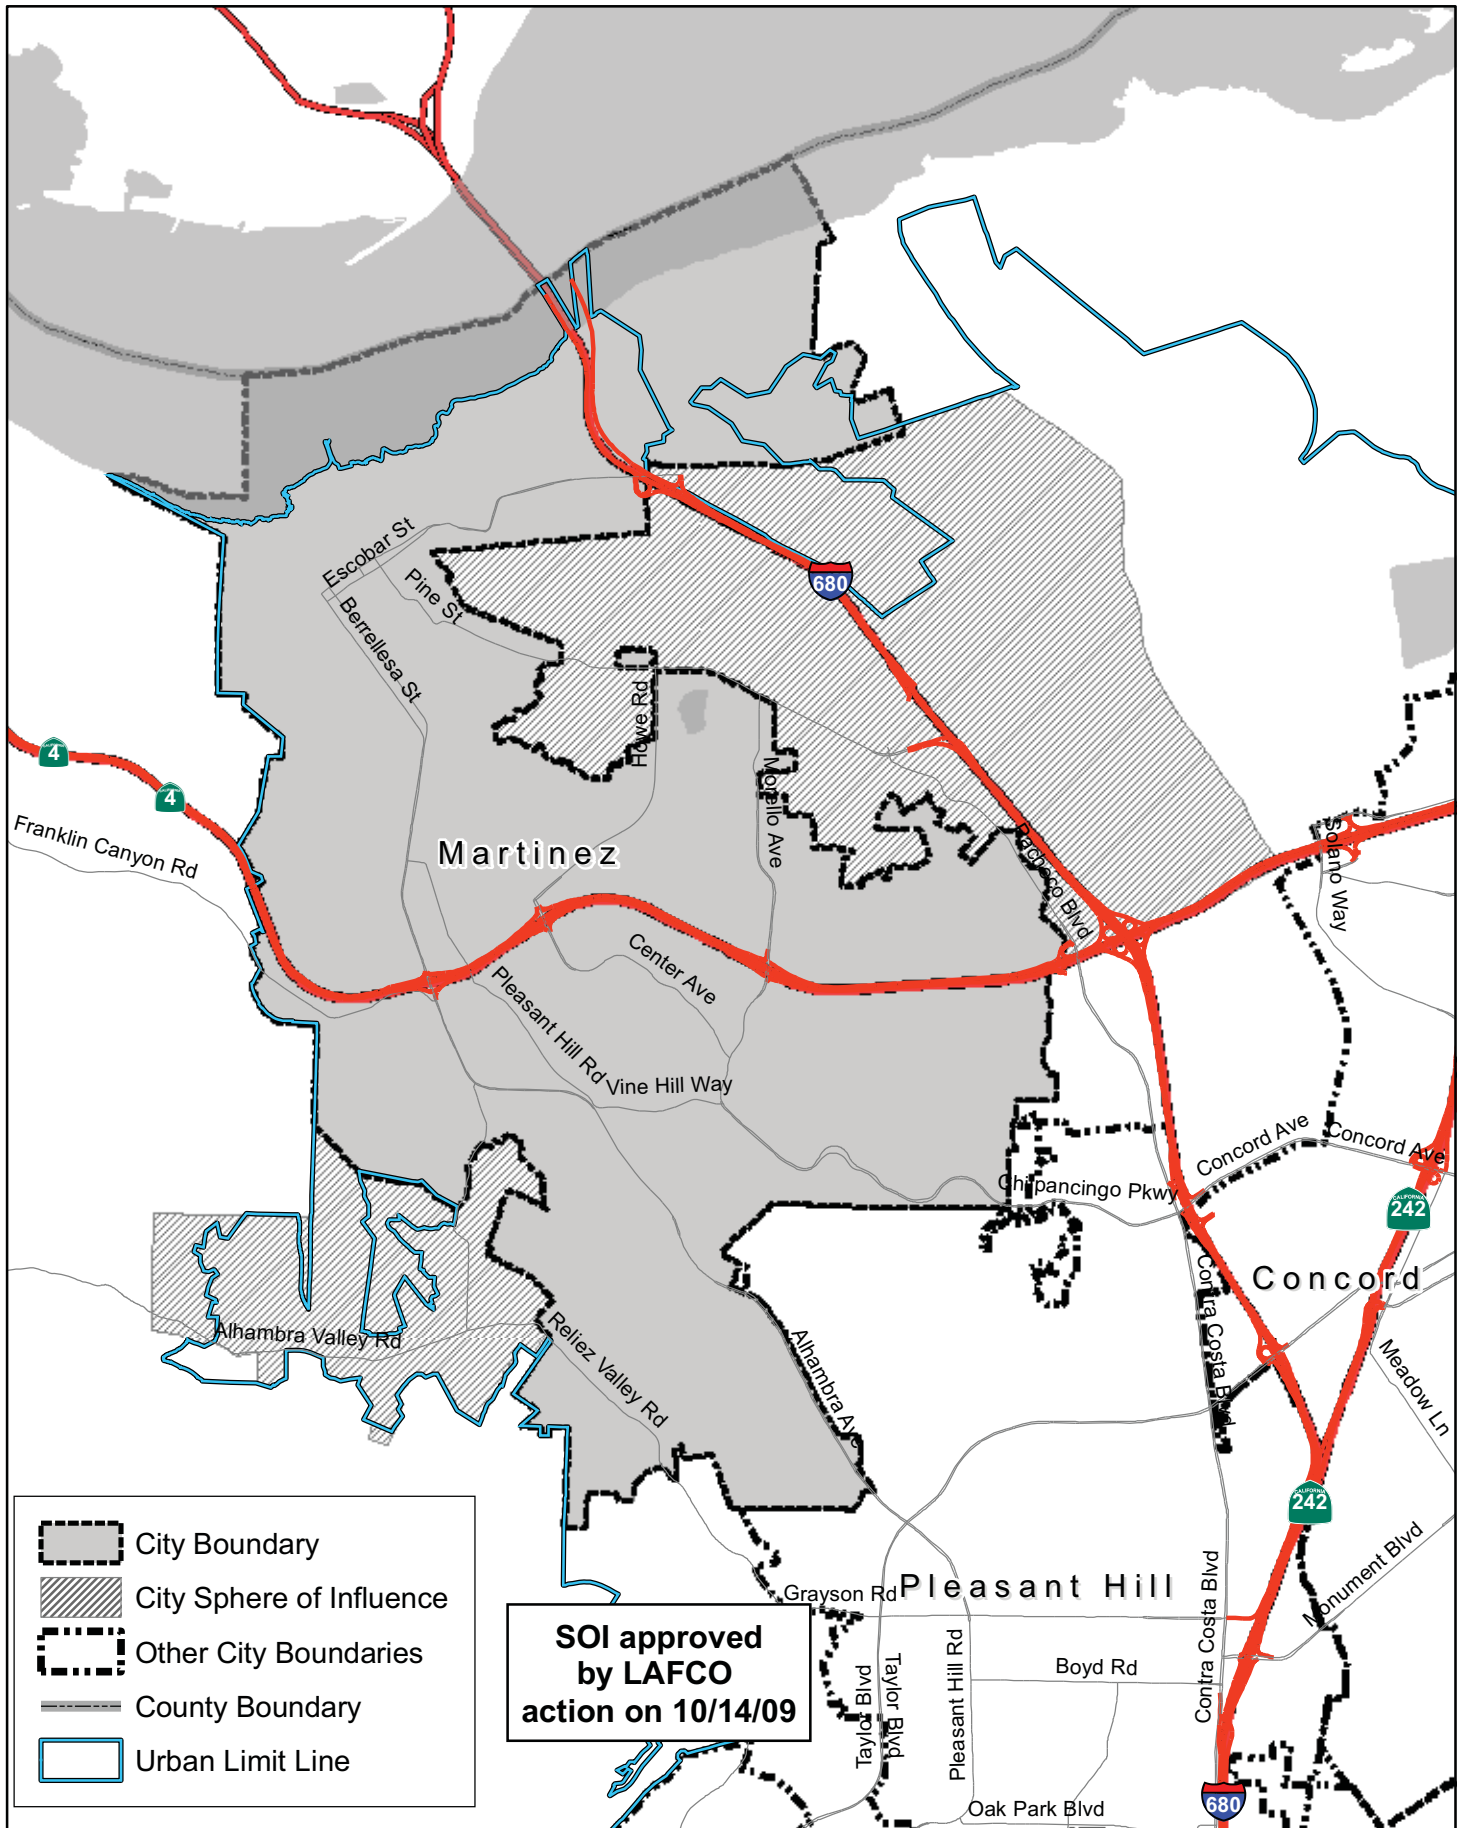 680
Escobar St
Pine St
Berrellesa St
Howe Rd
CALIFORNIA
4
CALIFORNIA
4
Franklin Canyon Rd
Martinez
Morello Ave
Pacheco Blvd
Solano Way
Center Ave
Pleasant Hill Rd
Vine Hill Way
Concord Ave
Concord Ave
Chilpancingo Pkwy
CALIFORNIA
242
Concord
Contra Costa Blvd
Alhambra Valley Rd
Reliez Valley Rd
Alhambra Ave
Meadow Ln
CALIFORNIA
242
Monument Blvd
Grayson Rd
Pleasant Hill
Contra Costa Blvd
Boyd Rd
Taylor Blvd
Taylor Blvd
Pleasant Hill Rd
Oak Park Blvd
680
City Boundary
City Sphere of Influence
Other City Boundaries
County Boundary
Urban Limit Line
SOI approved
by LAFCO
action on 10/14/09